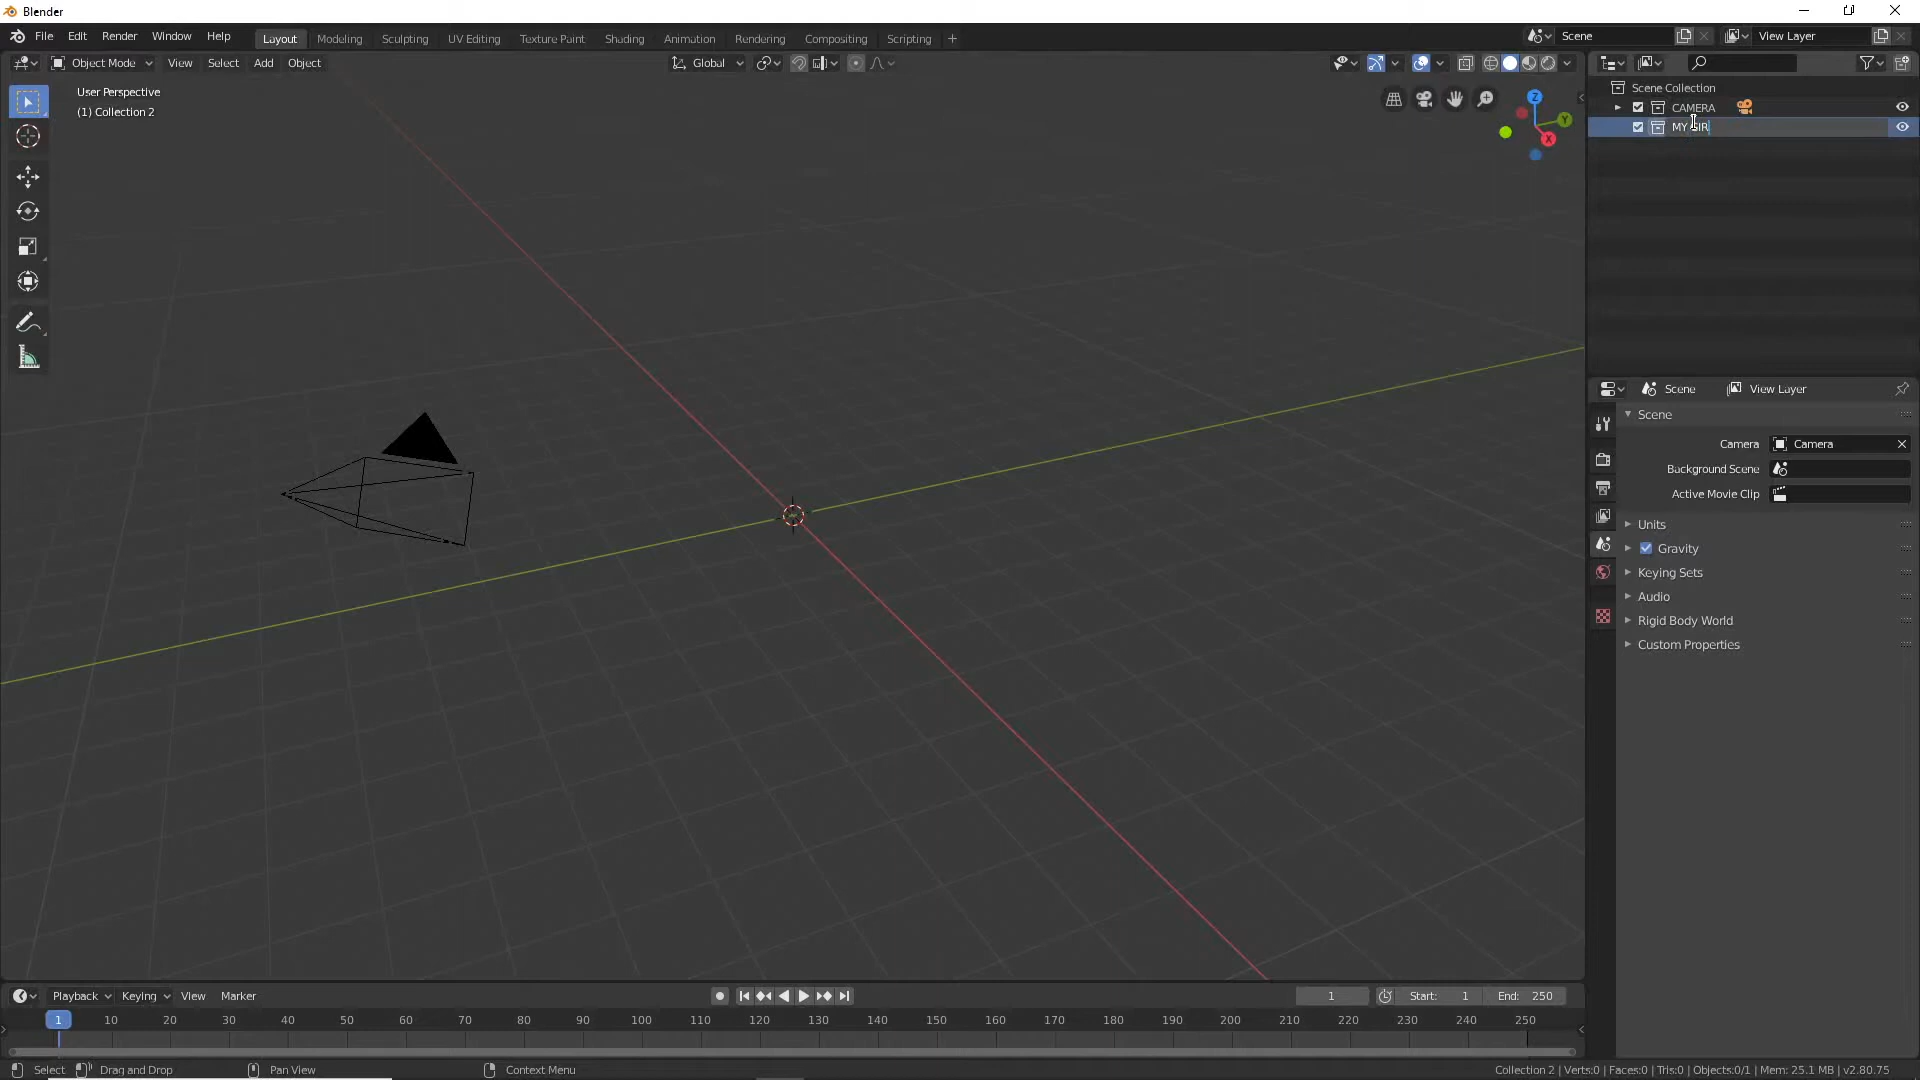 Blender
File Edit Render Window Help Layout Modeling Sculpting UV Editing Texture Paint Shading Animation Rendering Compositing Scripting + Scene View Layer
Object Mode View Select Add Object Global
User Perspective
(1) Collection 2
Z
Y
X
Scene Collection
CAMERA
MY
Scene View Layer
Scene
Camera Camera
Background Scene
Active Movie Clip
Units
Gravity
Keying Sets
Audio
Rigid Body World
Custom Properties
Playback Keying View Marker 1 Start: 1 End: 250
1 10 20 30 40 50 60 70 80 90 100 110 120 130 140 150 160 170 180 190 200 210 220 230 240 250
Select Drag and Drop Pan View Context Menu Collection 2 | Verts:0 | Faces:0 | Tris:0 | Objects:0/1 | Mem: 25.1 MB | v2.80.75